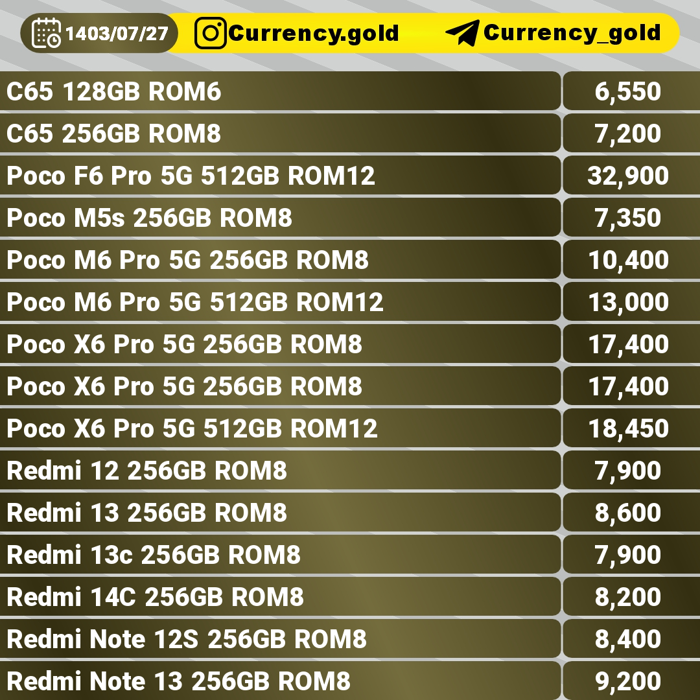 1403/07/27 Currency.gold Currency_gold
C65 128GB ROM6 6,550
C65 256GB ROM8 7,200
Poco F6 Pro 5G 512GB ROM12 32,900
Poco M5s 256GB ROM8 7,350
Poco M6 Pro 5G 256GB ROM8 10,400
Poco M6 Pro 5G 512GB ROM12 13,000
Poco X6 Pro 5G 256GB ROM8 17,400
Poco X6 Pro 5G 256GB ROM8 17,400
Poco X6 Pro 5G 512GB ROM12 18,450
Redmi 12 256GB ROM8 7,900
Redmi 13 256GB ROM8 8,600
Redmi 13c 256GB ROM8 7,900
Redmi 14C 256GB ROM8 8,200
Redmi Note 12S 256GB ROM8 8,400
Redmi Note 13 256GB ROM8 9,200